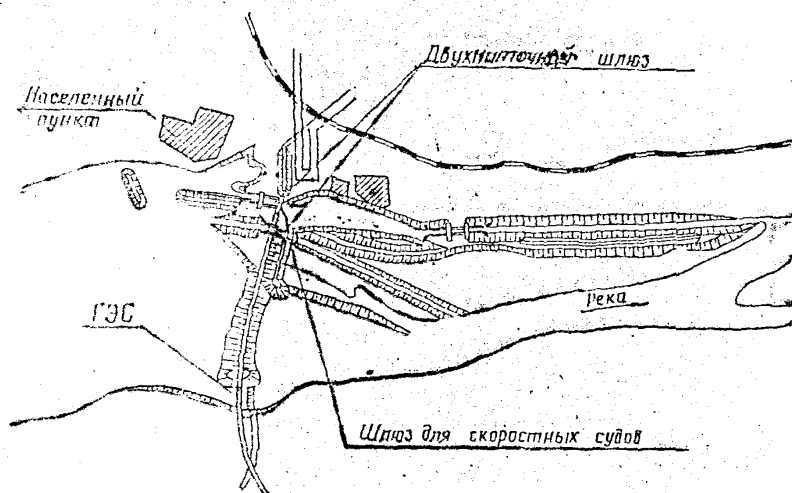 Двухниточный шлюз
Населенный
пункт
Река
ГЭС
Шлюз для скоростных судов